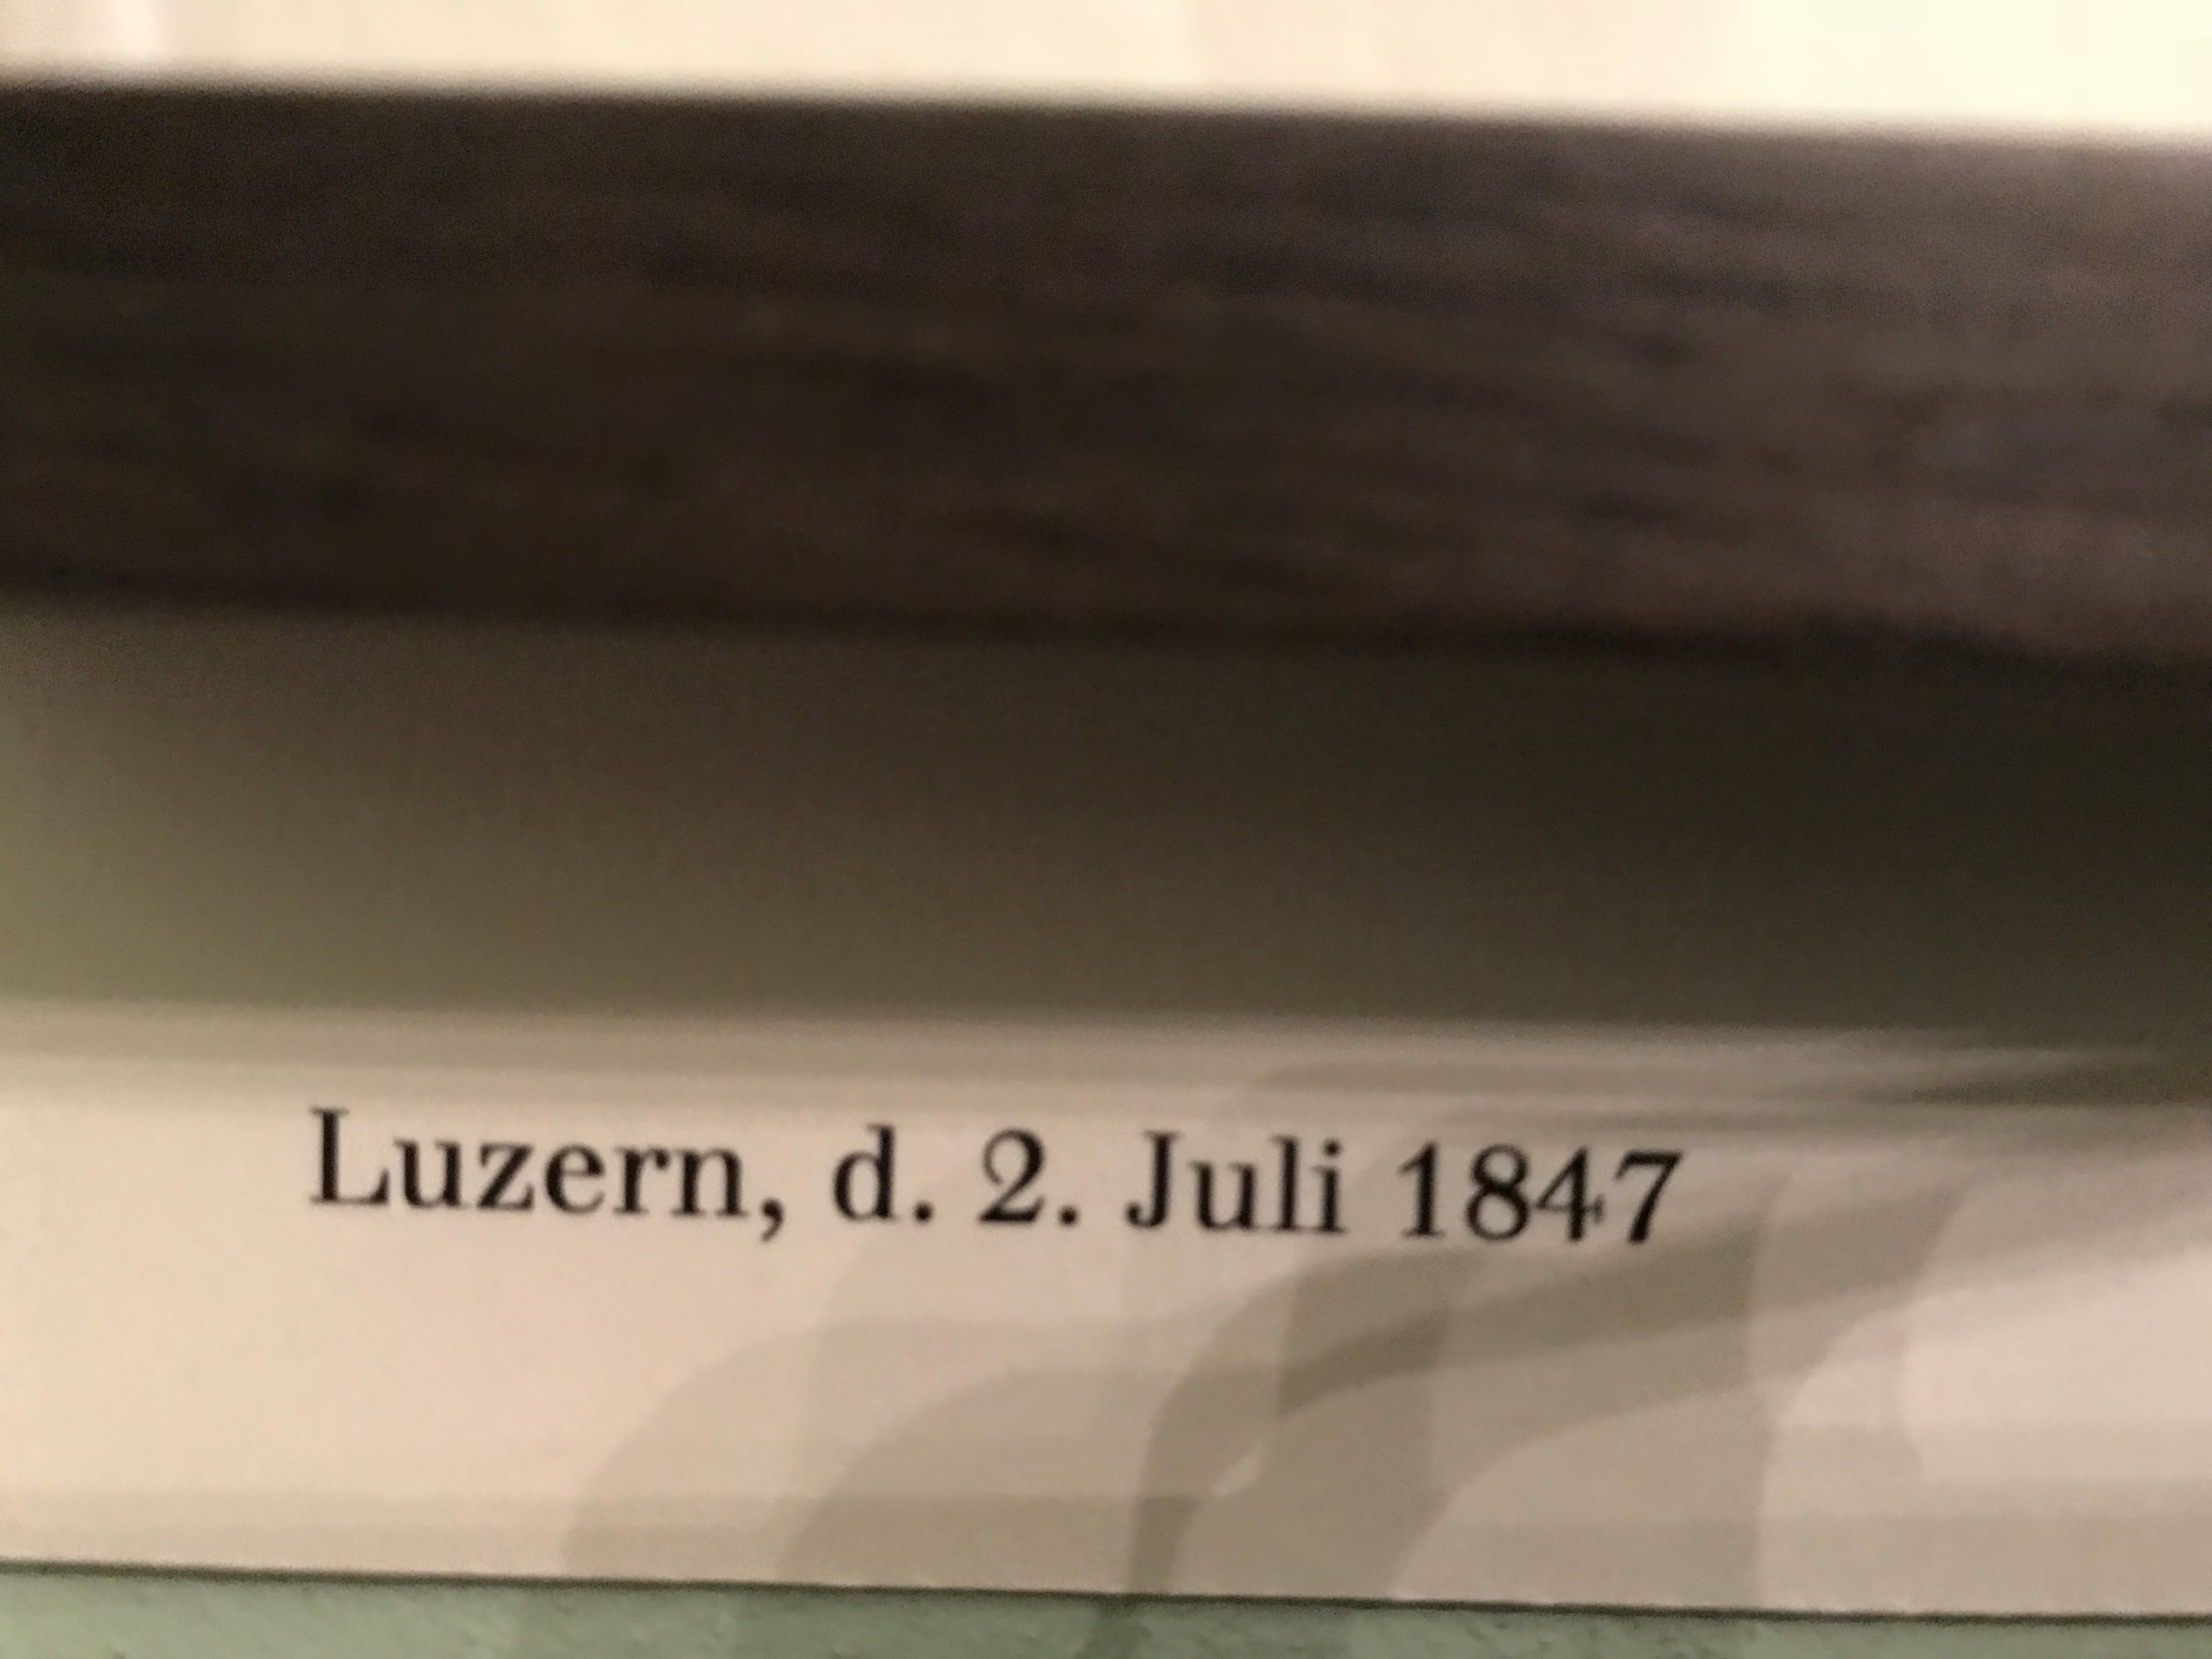 Luzern, d. 2. Juli 1847